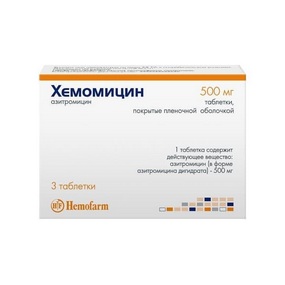 Хемомицин
азитромицин
500 мг
таблетки,
покрытые пленочной оболочкой
1 таблетка содержит
действующее вещество:
азитромицин (в форме
азитромицина дигидрата) - 500 мг
3 таблетки
Hemofarm